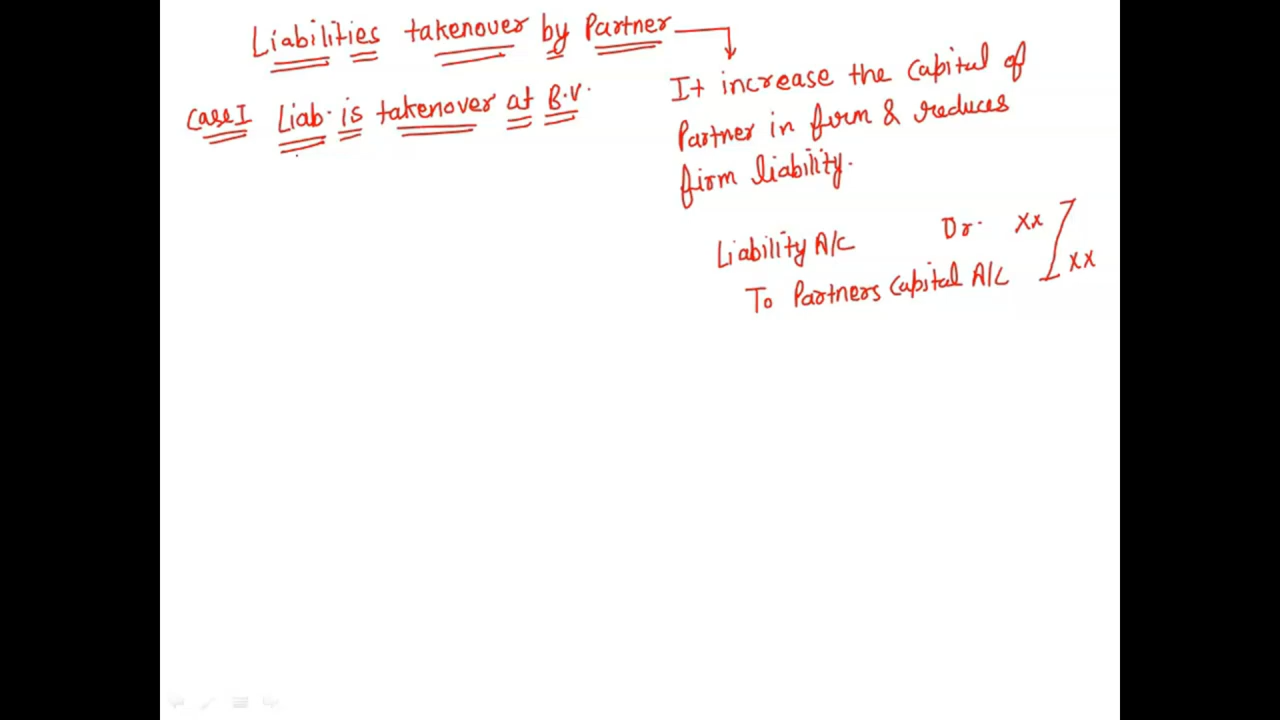 Liabilities takenover by Partner
Case I Liab. is takenover at B.V.
It increase the capital of
Partner in firm & reduces
firm liability.
Liability A/c Dr. xx
To Partners Capital A/c xx